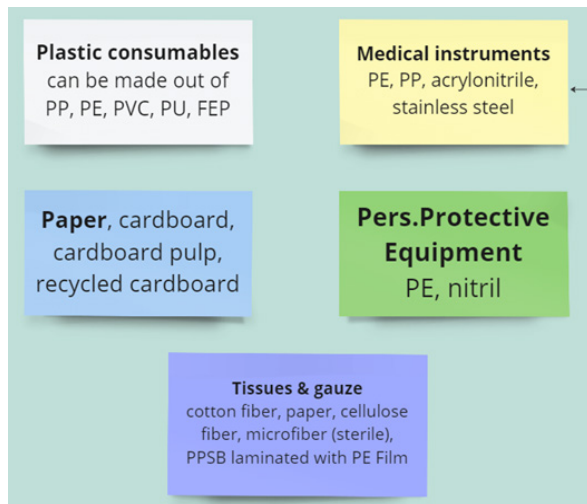 Plastic consumables
can be made out of
PP, PE, PVC, PU, FEP
Medical instruments
PE, PP, acrylonitrile,
stainless steel
Paper, cardboard,
cardboard pulp,
recycled cardboard
Pers.Protective
Equipment
PE, nitril
Tissues & gauze
cotton fiber, paper, cellulose
fiber, microfiber (sterile),
PPSB laminated with PE Film